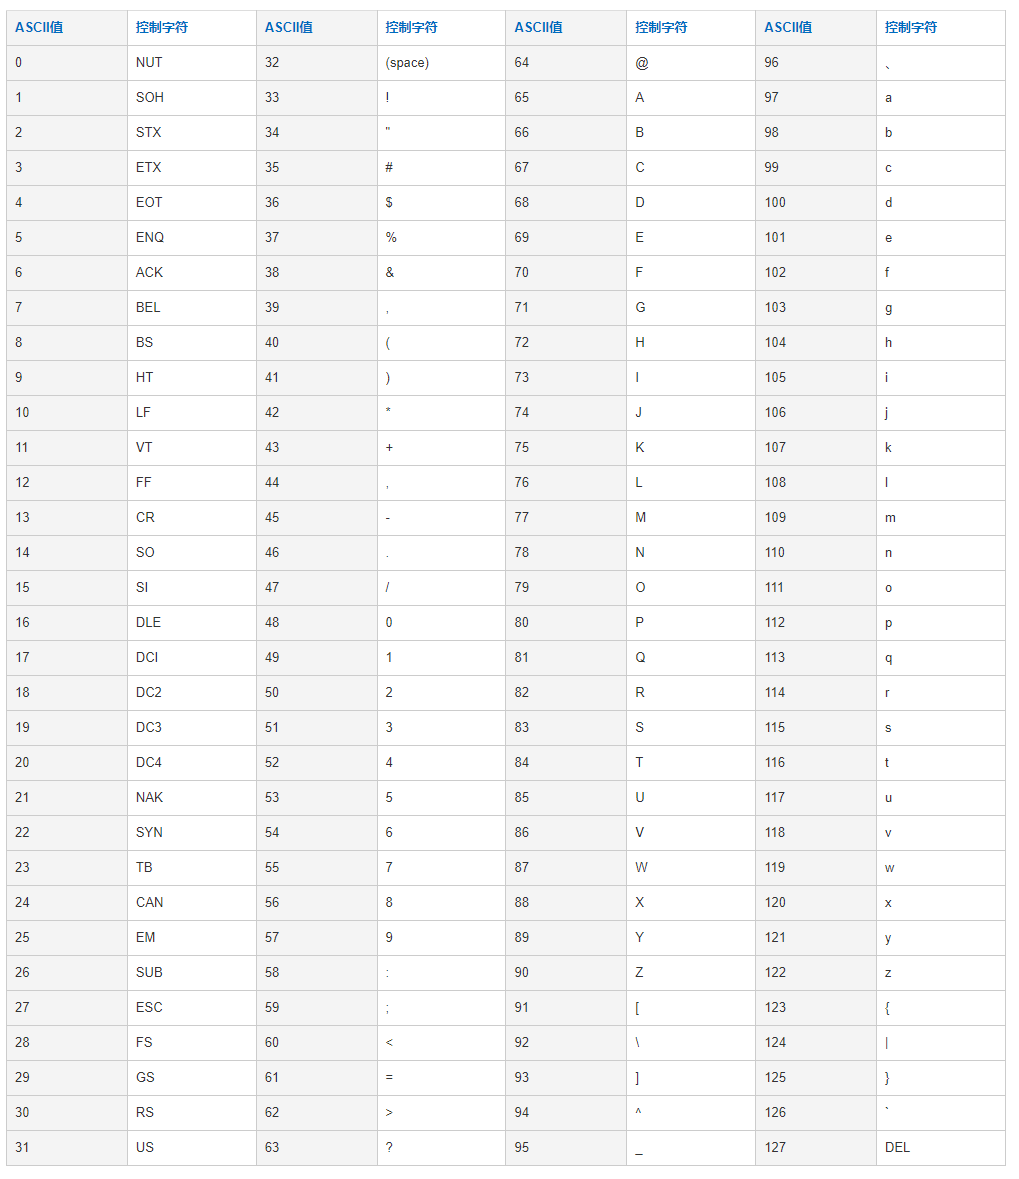 ASCII值 控制字符 ASCII值 控制字符 ASCII值 控制字符 ASCII值 控制字符
0 NUT 32 (space) 64 @ 96 、
1 SOH 33 ! 65 A 97 a
2 STX 34 " 66 B 98 b
3 ETX 35 # 67 C 99 c
4 EOT 36 $ 68 D 100 d
5 ENQ 37 % 69 E 101 e
6 ACK 38 & 70 F 102 f
7 BEL 39 , 71 G 103 g
8 BS 40 ( 72 H 104 h
9 HT 41 ) 73 I 105 i
10 LF 42 * 74 J 106 j
11 VT 43 + 75 K 107 k
12 FF 44 , 76 L 108 l
13 CR 45 - 77 M 109 m
14 SO 46 . 78 N 110 n
15 SI 47 / 79 O 111 o
16 DLE 48 0 80 P 112 p
17 DCI 49 1 81 Q 113 q
18 DC2 50 2 82 R 114 r
19 DC3 51 3 83 S 115 s
20 DC4 52 4 84 T 116 t
21 NAK 53 5 85 U 117 u
22 SYN 54 6 86 V 118 v
23 TB 55 7 87 W 119 w
24 CAN 56 8 88 X 120 x
25 EM 57 9 89 Y 121 y
26 SUB 58 : 90 Z 122 z
27 ESC 59 ; 91 [ 123 {
28 FS 60 < 92 \ 124 |
29 GS 61 = 93 ] 125 }
30 RS 62 > 94 ^ 126 `
31 US 63 ? 95 _ 127 DEL